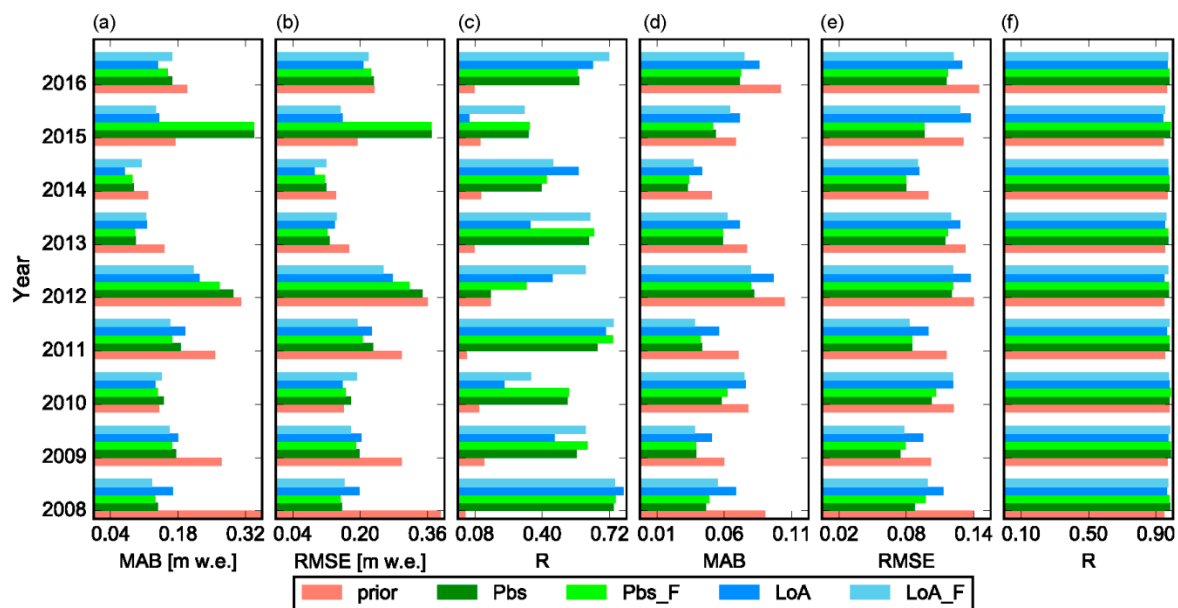 (a) (b) (c) (d) (e) (f)
2016
2015
2014
2013
2012
2011
2010
2009
2008
Year
0.04 0.18 0.32 0.04 0.20 0.36 0.08 0.40 0.72 0.01 0.06 0.11 0.02 0.08 0.14 0.10 0.50 0.90
MAB [m w.e.] RMSE [m w.e.] R MAB RMSE R
prior Pbs Pbs_F LoA LoA_F